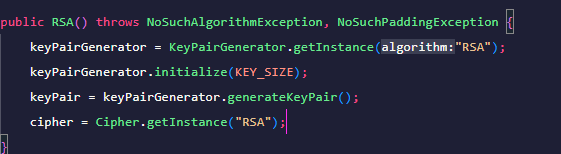 public RSA() throws NoSuchAlgorithmException, NoSuchPaddingException {
keyPairGenerator = KeyPairGenerator.getInstance(algorithm:"RSA");
keyPairGenerator.initialize(KEY_SIZE);
keyPair = keyPairGenerator.generateKeyPair();
cipher = Cipher.getInstance("RSA");
}